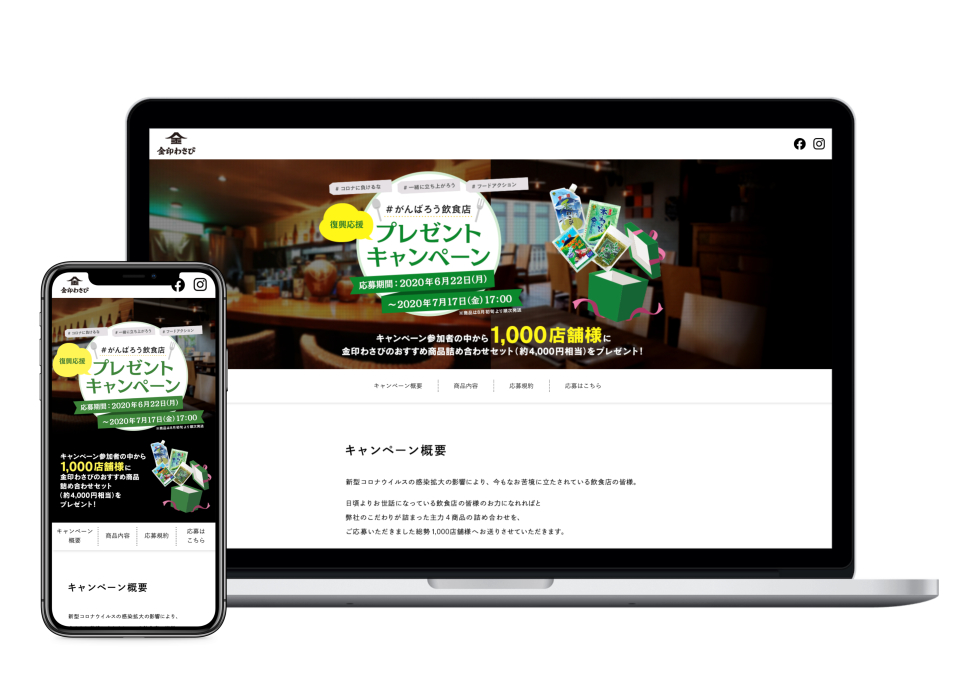 金印わさび
#コロナに負けるな
#一緒に立ち上がろう
#フードアクション
#がんばろう飲食店
復興応援
プレゼント
キャンペーン
応募期間：2020年6月22日(月)
～2020年7月17日(金)17:00
※商品は8月初旬より順次発送
キャンペーン参加者の中から1,000店舗様に
金印わさびのおすすめ商品詰め合わせセット(約4,000円相当)をプレゼント!
キャンペーン概要
商品内容
応募規約
応募はこちら
キャンペーン概要
新型コロナウイルスの感染拡大の影響により、今もなお苦境に立たされている飲食店の皆様。
日頃よりお世話になっている飲食店の皆様のお力になれればと
弊社のこだわりが詰まった主力4商品の詰め合わせを、
ご応募いただきました総勢1,000店舗様へお送りさせていただきます。
金印わさび
#コロナに負けるな
#一緒に立ち上がろう
#フードアクション
#がんばろう飲食店
復興応援
プレゼント
キャンペーン
応募期間：2020年6月22日(月)
～2020年7月17日(金)17:00
※商品は8月初旬より順次発送
キャンペーン参加者の中から
1,000店舗様に
金印わさびのおすすめ商品
詰め合わせセット
(約4,000円相当)を
プレゼント!
キャンペーン
概要
商品内容
応募規約
応募は
こちら
キャンペーン概要
新型コロナウイルスの感染拡大の影響により、